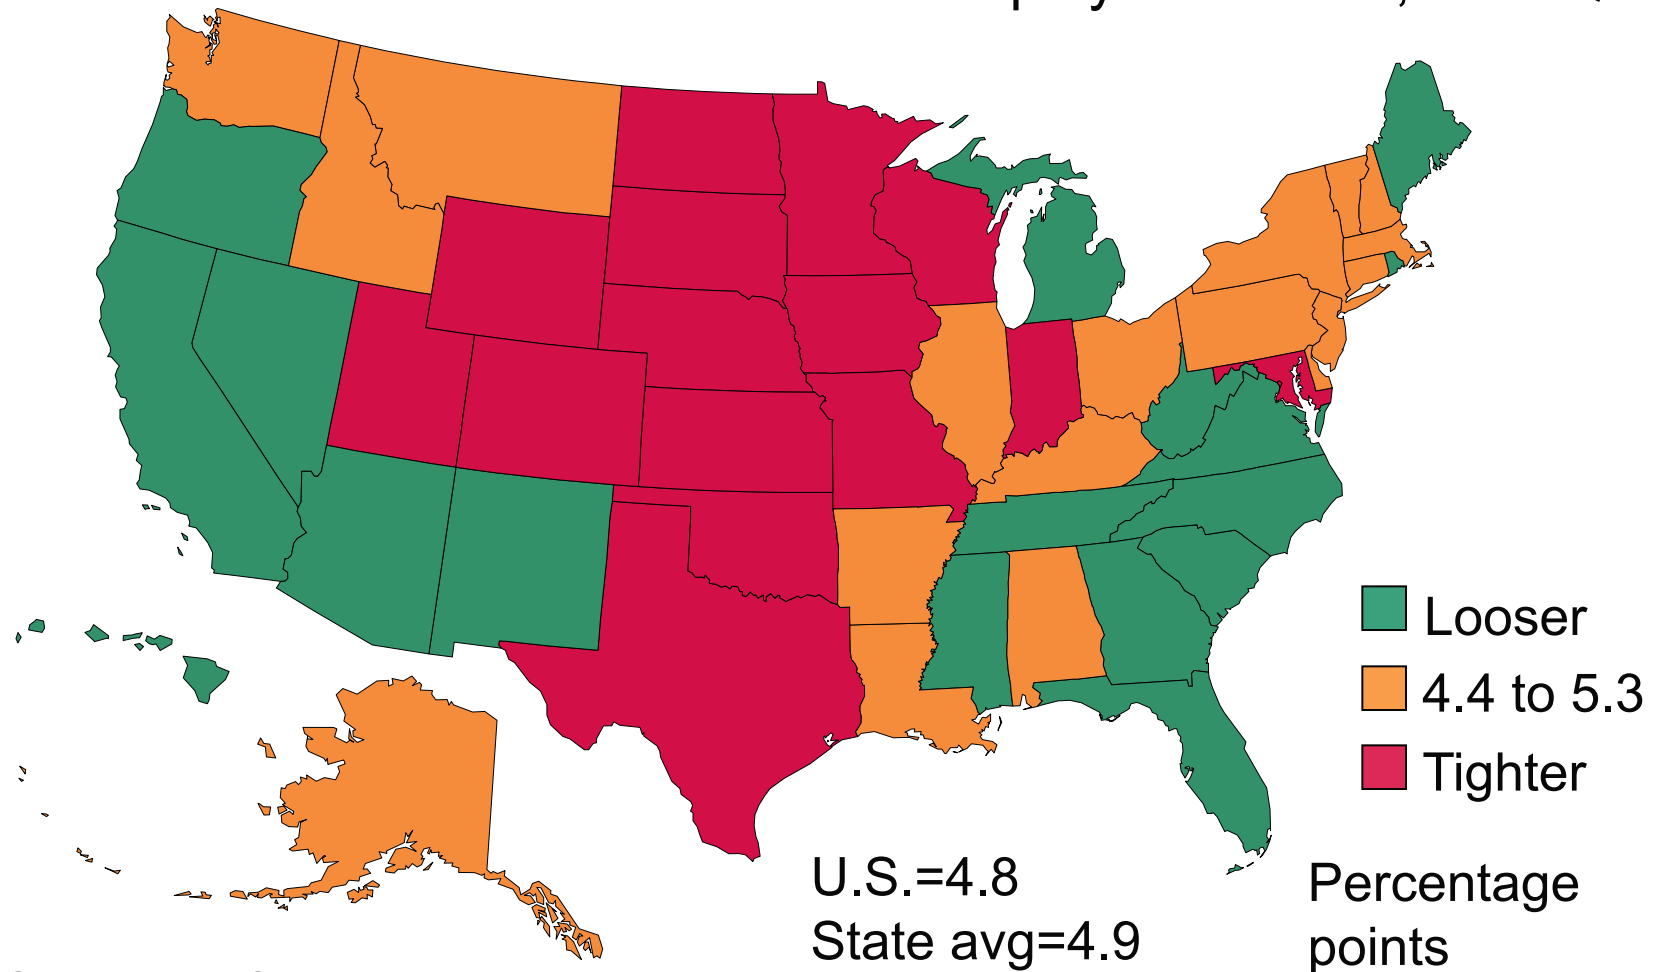 Looser
4.4 to 5.3
Tighter
U.S.=4.8
State avg=4.9
Percentage
points